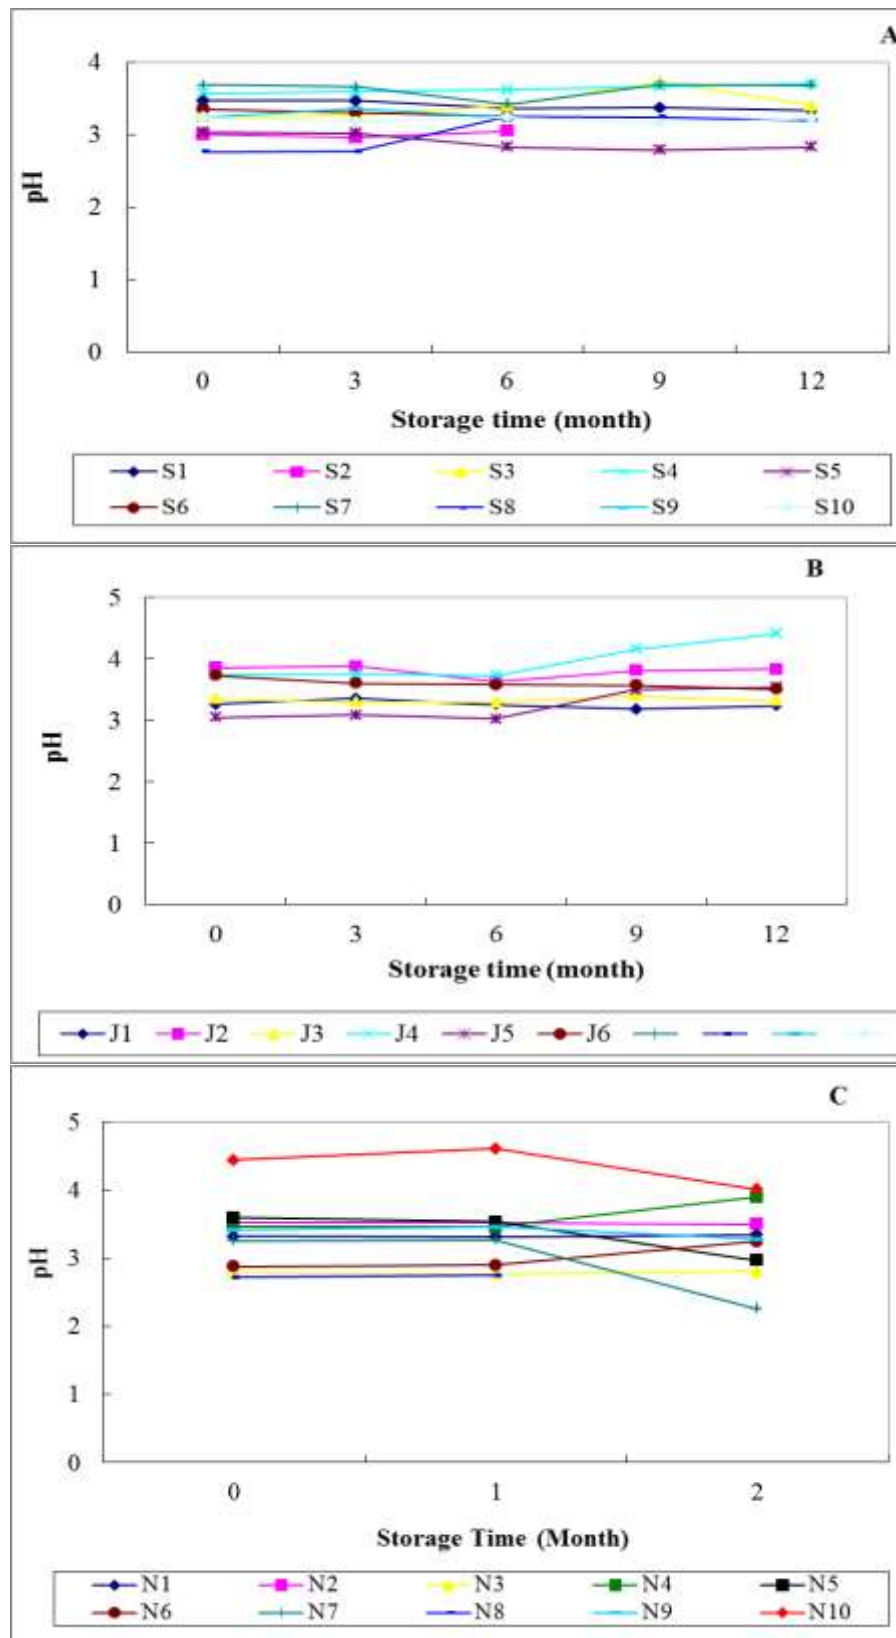 A
4
3
2
1
0
pH
0 3 6 9 12
Storage time (month)
S1 S2 S3 S4 S5
S6 S7 S8 S9 S10
B
5
4
3
2
1
0
pH
0 3 6 9 12
Storage time (month)
J1 J2 J3 J4 J5 J6
C
5
4
3
2
1
0
pH
0 1 2
Storage Time (Month)
N1 N2 N3 N4 N5
N6 N7 N8 N9 N10